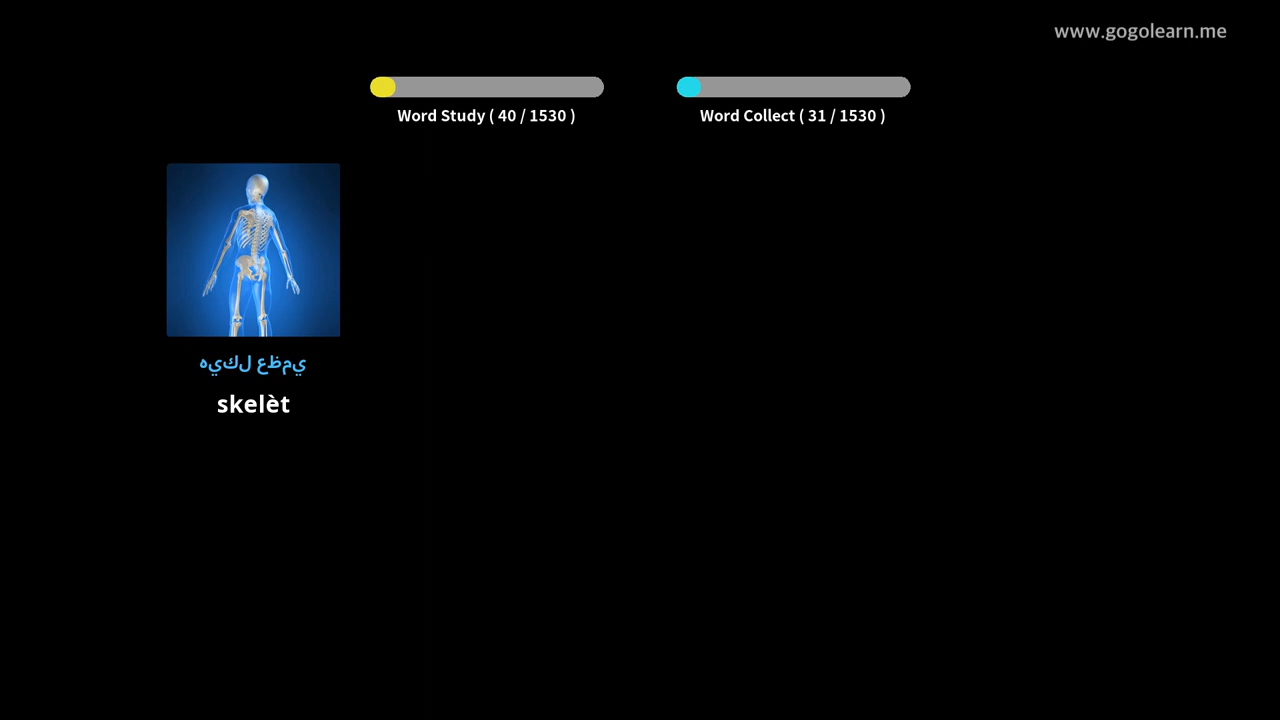 www.gogolearn.me
Word Study ( 40 / 1530 )
Word Collect ( 31 / 1530 )
هيكل عظمي
skelèt